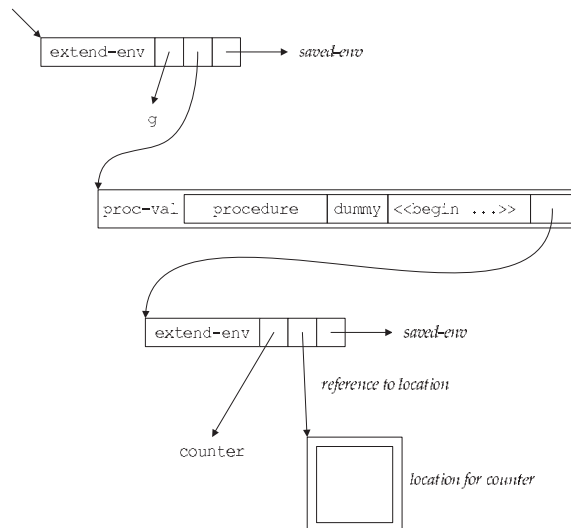 extend-env saved-env
g
proc-val procedure dummy <<begin ...>>
extend-env saved-env
reference to location
counter
location for counter